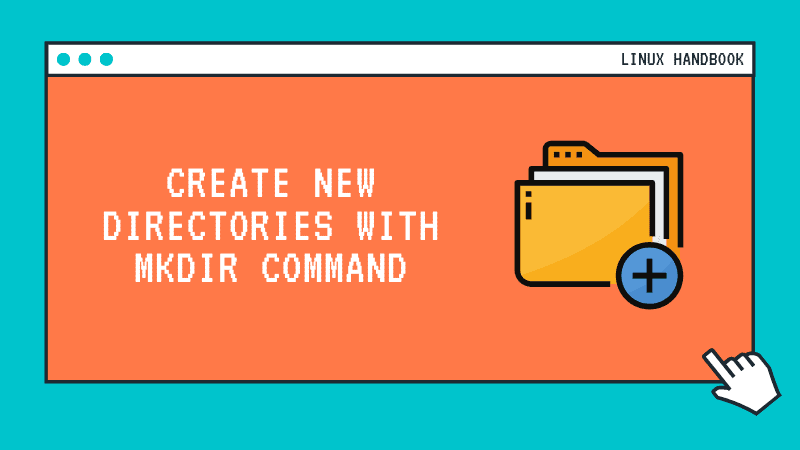 LINUX HANDBOOK
CREATE NEW
DIRECTORIES WITH
MKDIR COMMAND